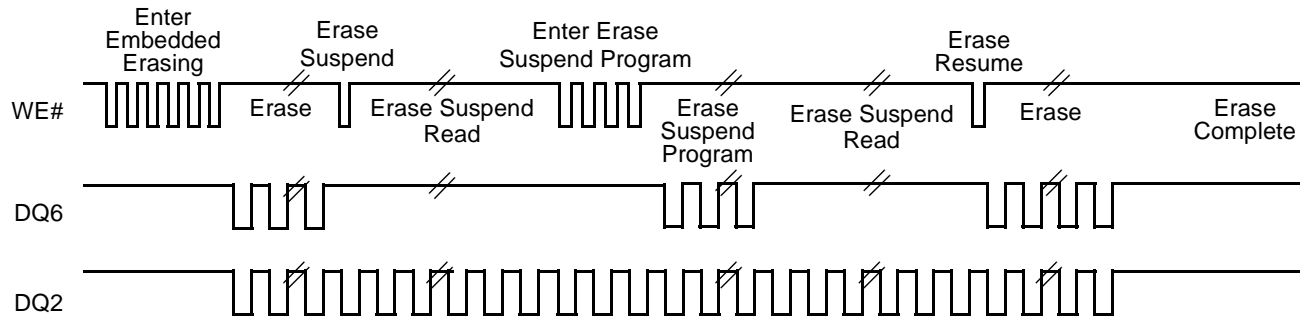 Enter
Embedded
Erasing
Erase
Suspend
Enter Erase
Suspend Program
Erase
Resume
WE#
Erase
Erase Suspend
Read
Erase
Suspend
Program
Erase Suspend
Read
Erase
Erase
Complete
DQ6
DQ2